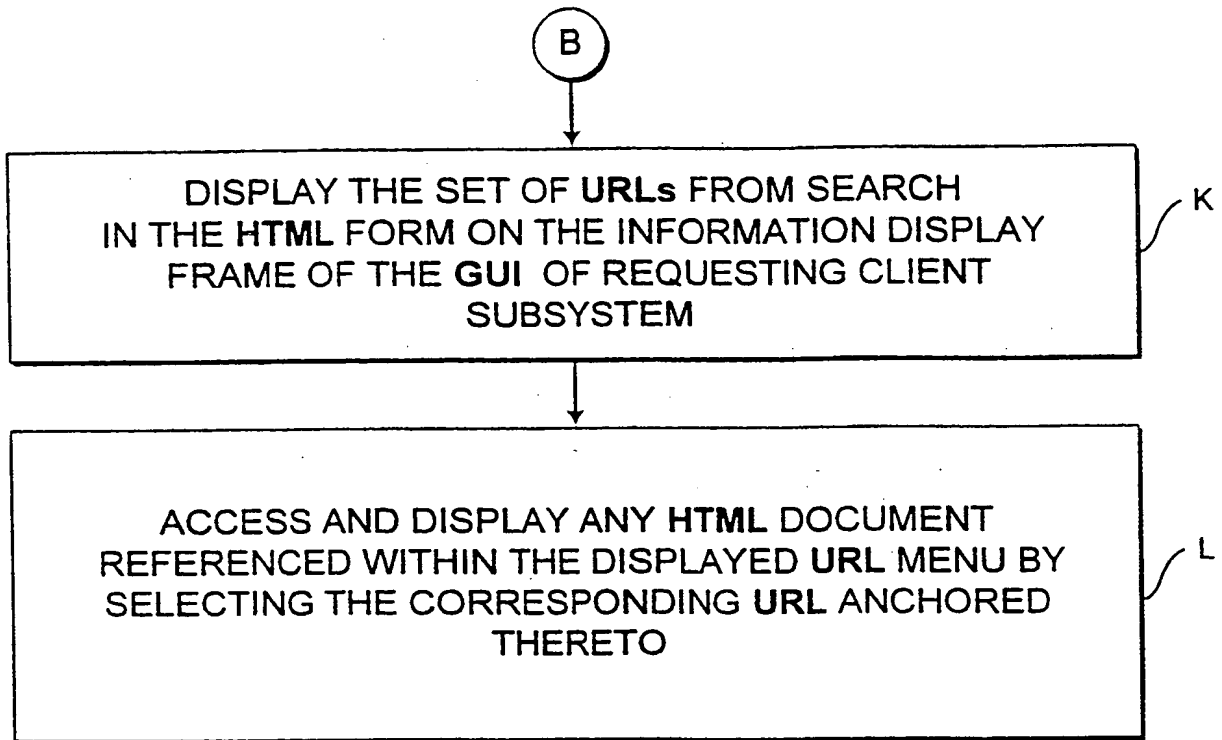 B
DISPLAY THE SET OF URLs FROM SEARCH
IN THE HTML FORM ON THE INFORMATION DISPLAY
FRAME OF THE GUI OF REQUESTING CLIENT
SUBSYSTEM
K
ACCESS AND DISPLAY ANY HTML DOCUMENT
REFERENCED WITHIN THE DISPLAYED URL MENU BY
SELECTING THE CORRESPONDING URL ANCHORED
THERETO
L